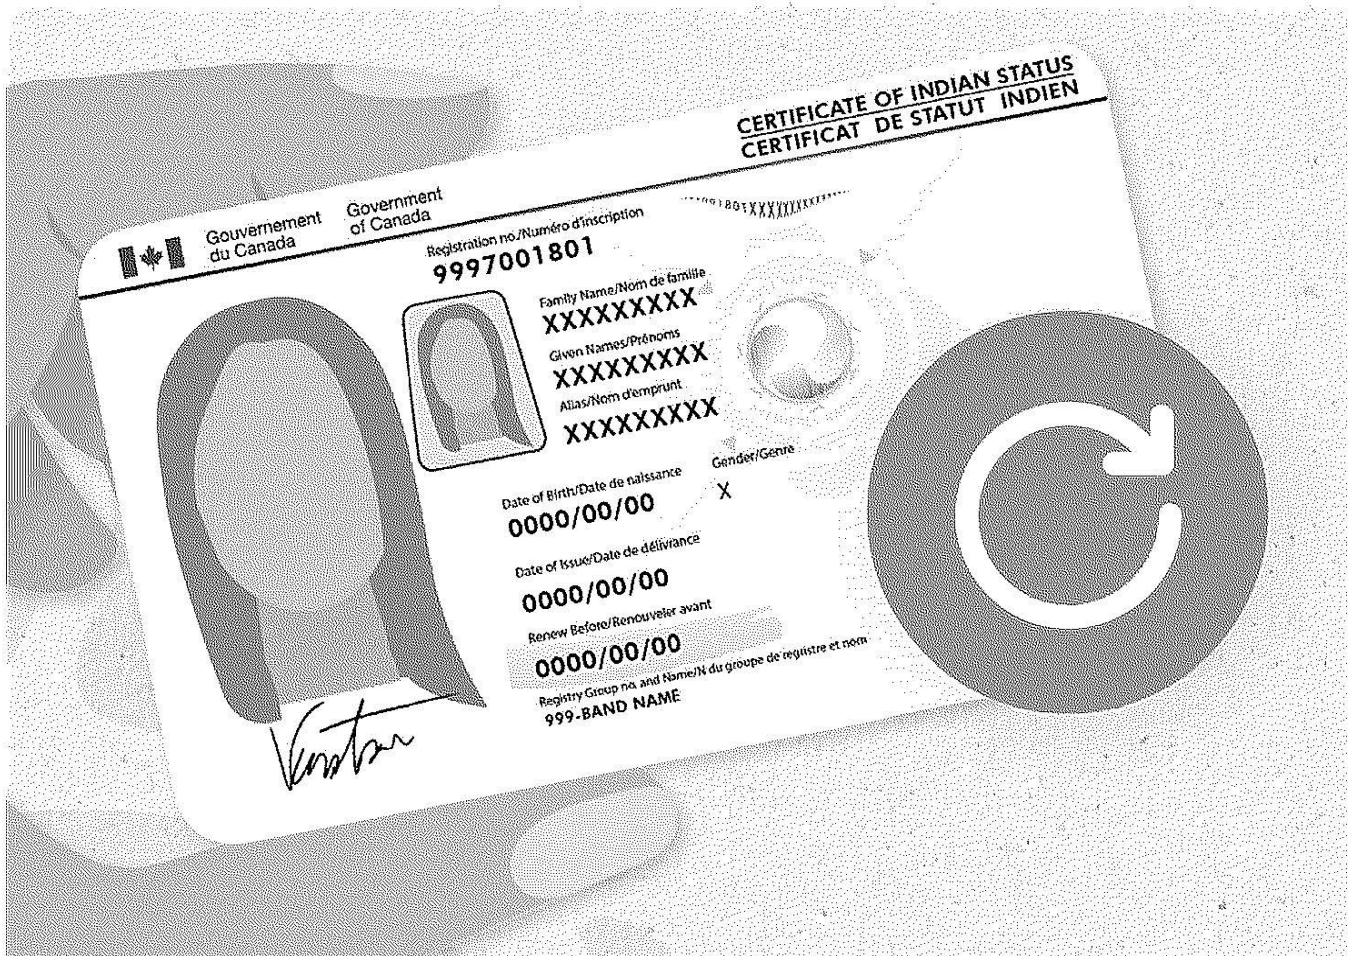 CERTIFICATE OF INDIAN STATUS
CERTIFICAT DE STATUT INDIEN
Gouvernement du Canada
Government of Canada
Registration no./Numéro d'inscription
9997001801
Family Name/Nom de famille
XXXXXXXXX
Given Names/Prénoms
XXXXXXXXX
Alias/Nom d'emprunt
XXXXXXXXX
Date of Birth/Date de naissance
0000/00/00
Gender/Genre
X
Date of Issue/Date de délivrance
0000/00/00
Renew Before/Renouveler avant
0000/00/00
Registry Group no. and Name/N du groupe de registre et nom
999-BAND NAME